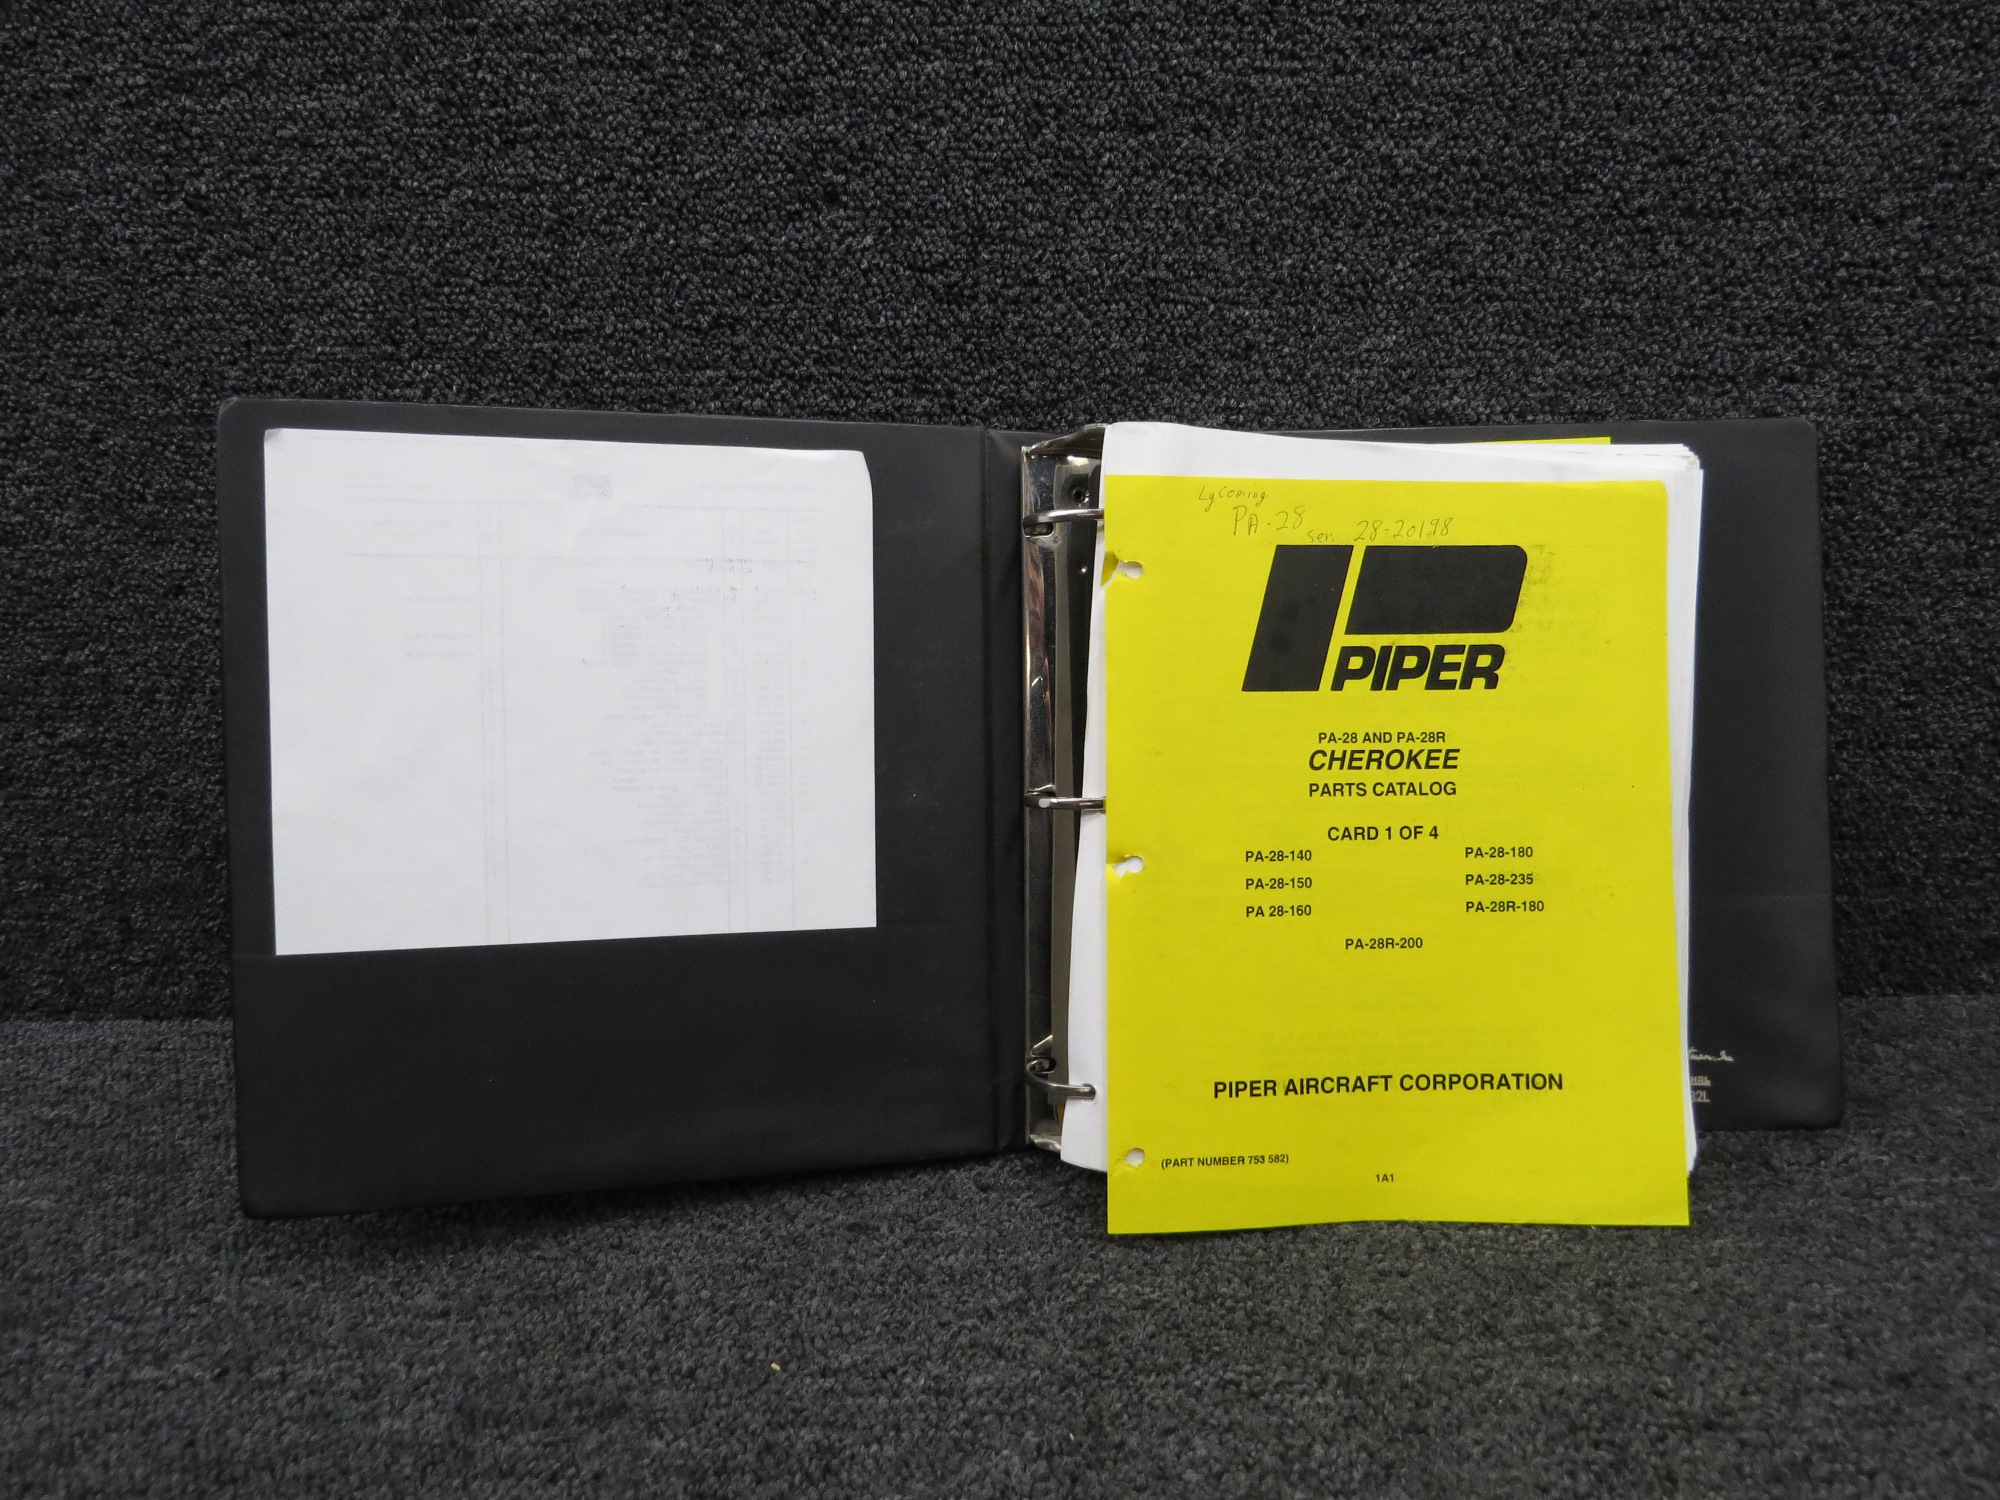 Lycoming
PA-28
Ser. 28-20198
PIPER
PA-28 AND PA-28R
CHEROKEE
PARTS CATALOG
CARD 1 OF 4
PA-28-140 PA-28-180
PA-28-150 PA-28-235
PA 28-160 PA-28R-180
PA-28R-200
PIPER AIRCRAFT CORPORATION
(PART NUMBER 753 582)
1A1